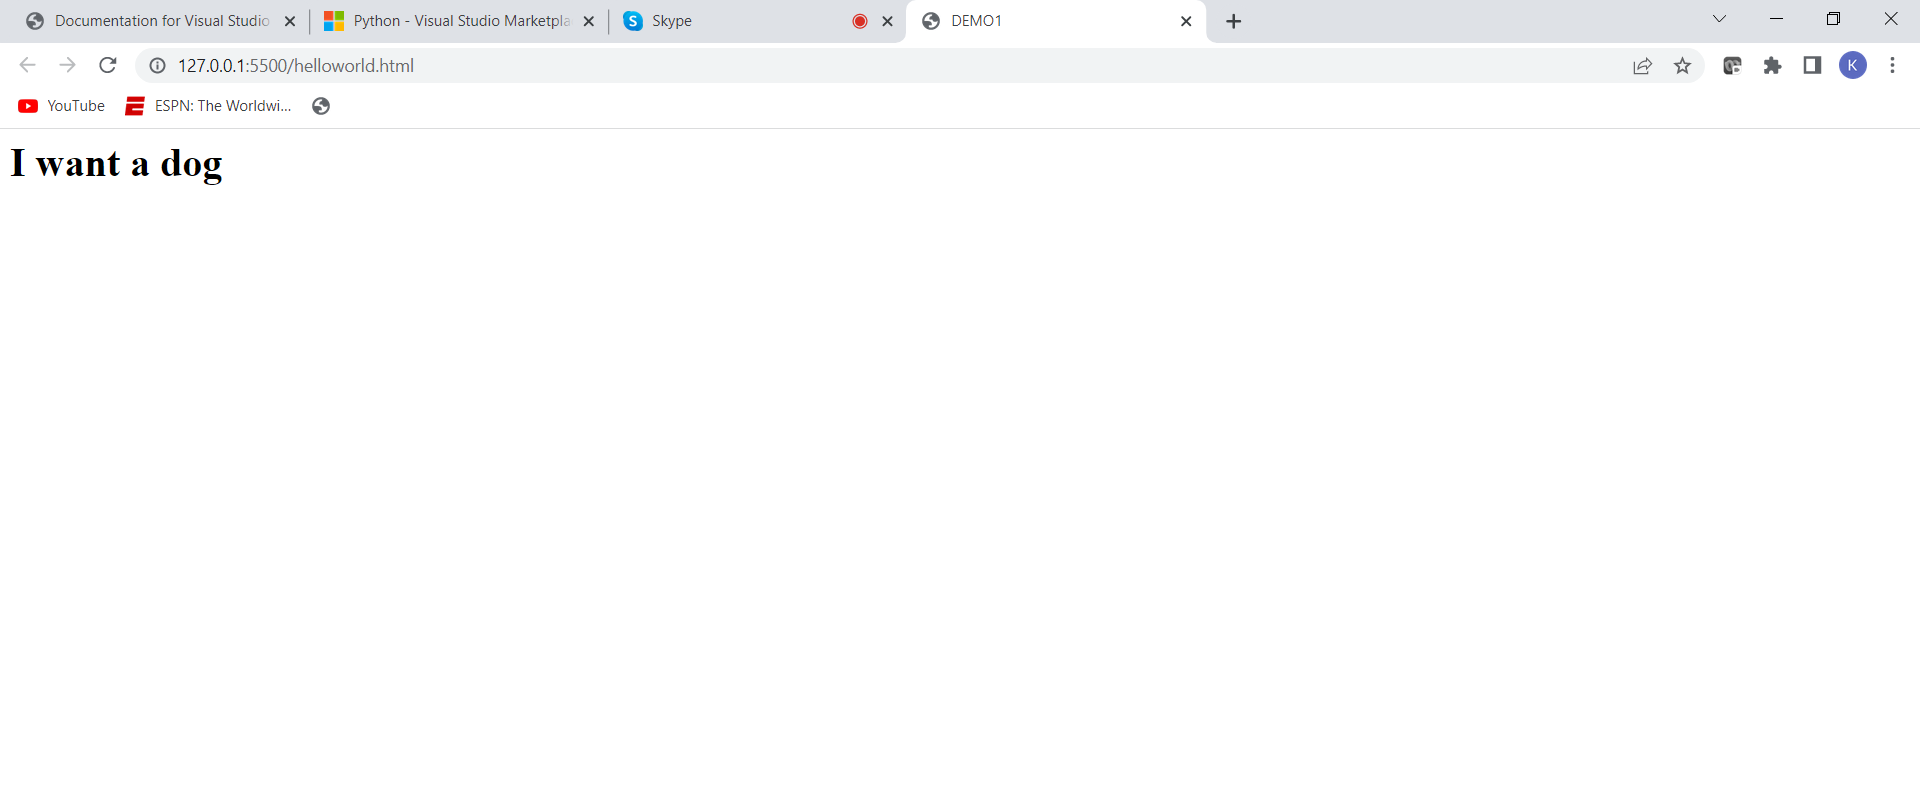 Documentation for Visual Studio
Python - Visual Studio Marketpla
Skype
DEMO1
127.0.0.1:5500/helloworld.html
K
YouTube
ESPN: The Worldwi...
I want a dog